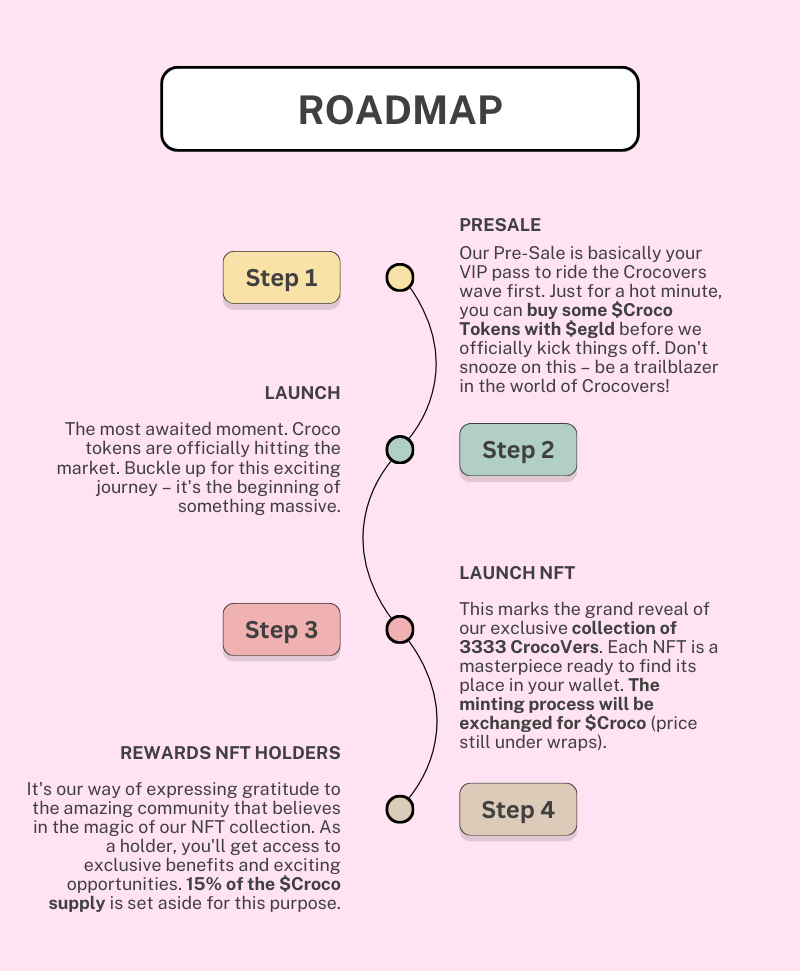 ROADMAP
Step 1
PRESALE
Our Pre-Sale is basically your
VIP pass to ride the Crocovers
wave first. Just for a hot minute,
you can buy some $Croco
Tokens with $egld before we
officially kick things off. Don't
snooze on this – be a trailblazer
in the world of Crocovers!
LAUNCH
The most awaited moment. Croco
tokens are officially hitting the
market. Buckle up for this exciting
journey – it's the beginning of
something massive.
Step 2
Step 3
LAUNCH NFT
This marks the grand reveal of
our exclusive collection of
3333 CrocoVers. Each NFT is a
masterpiece ready to find its
place in your wallet. The
minting process will be
exchanged for $Croco (price
still under wraps).
REWARDS NFT HOLDERS
It's our way of expressing gratitude to
the amazing community that believes
in the magic of our NFT collection. As
a holder, you'll get access to
exclusive benefits and exciting
opportunities. 15% of the $Croco
supply is set aside for this purpose.
Step 4